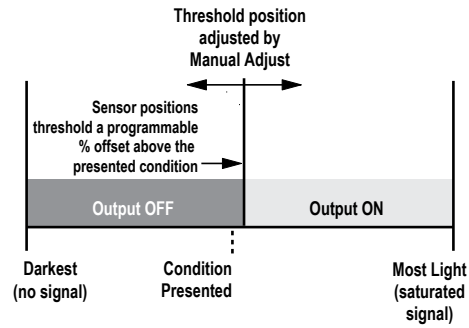 Threshold position
adjusted by
Manual Adjust
Sensor positions
threshold a programmable
% offset above the
presented condition
Output OFF
Output ON
Darkest
(no signal)
Condition
Presented
Most Light
(saturated
signal)